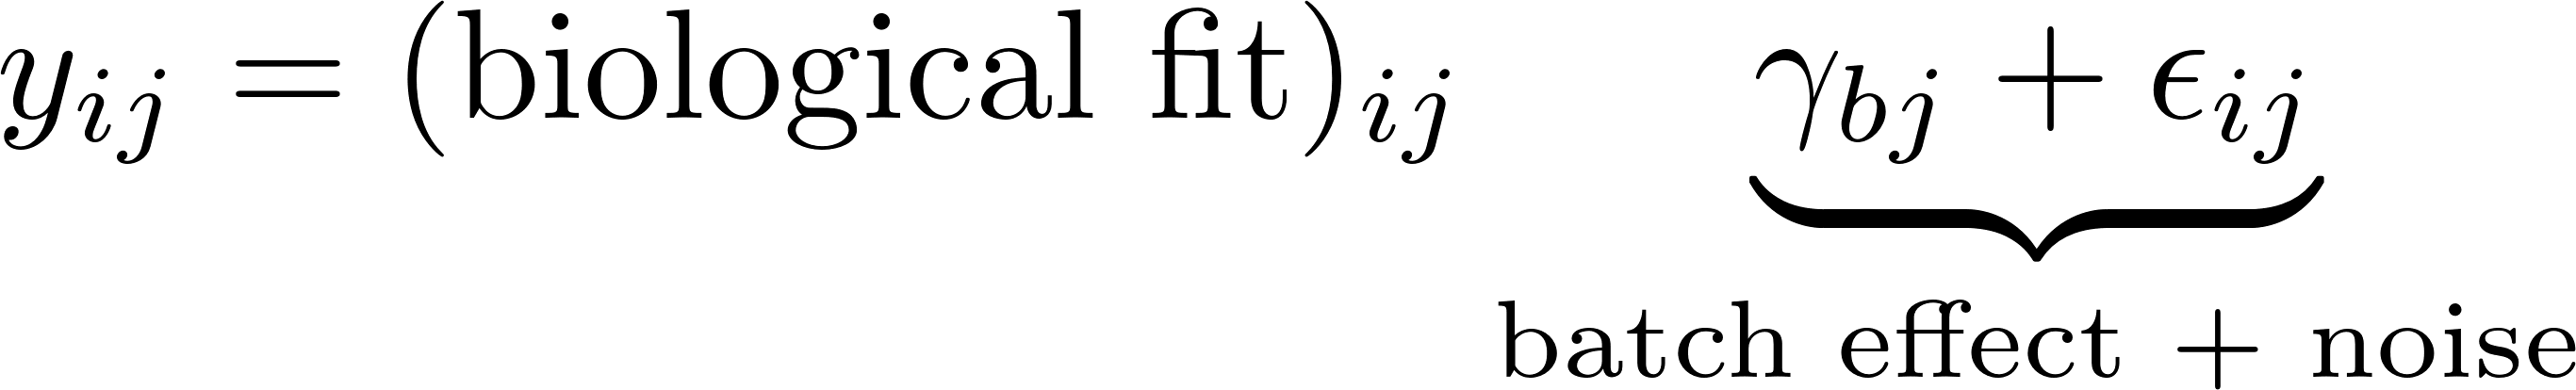 y_{ij} = (biological fit)_{ij} γ_{bj} + ϵ_{ij}
batch effect + noise